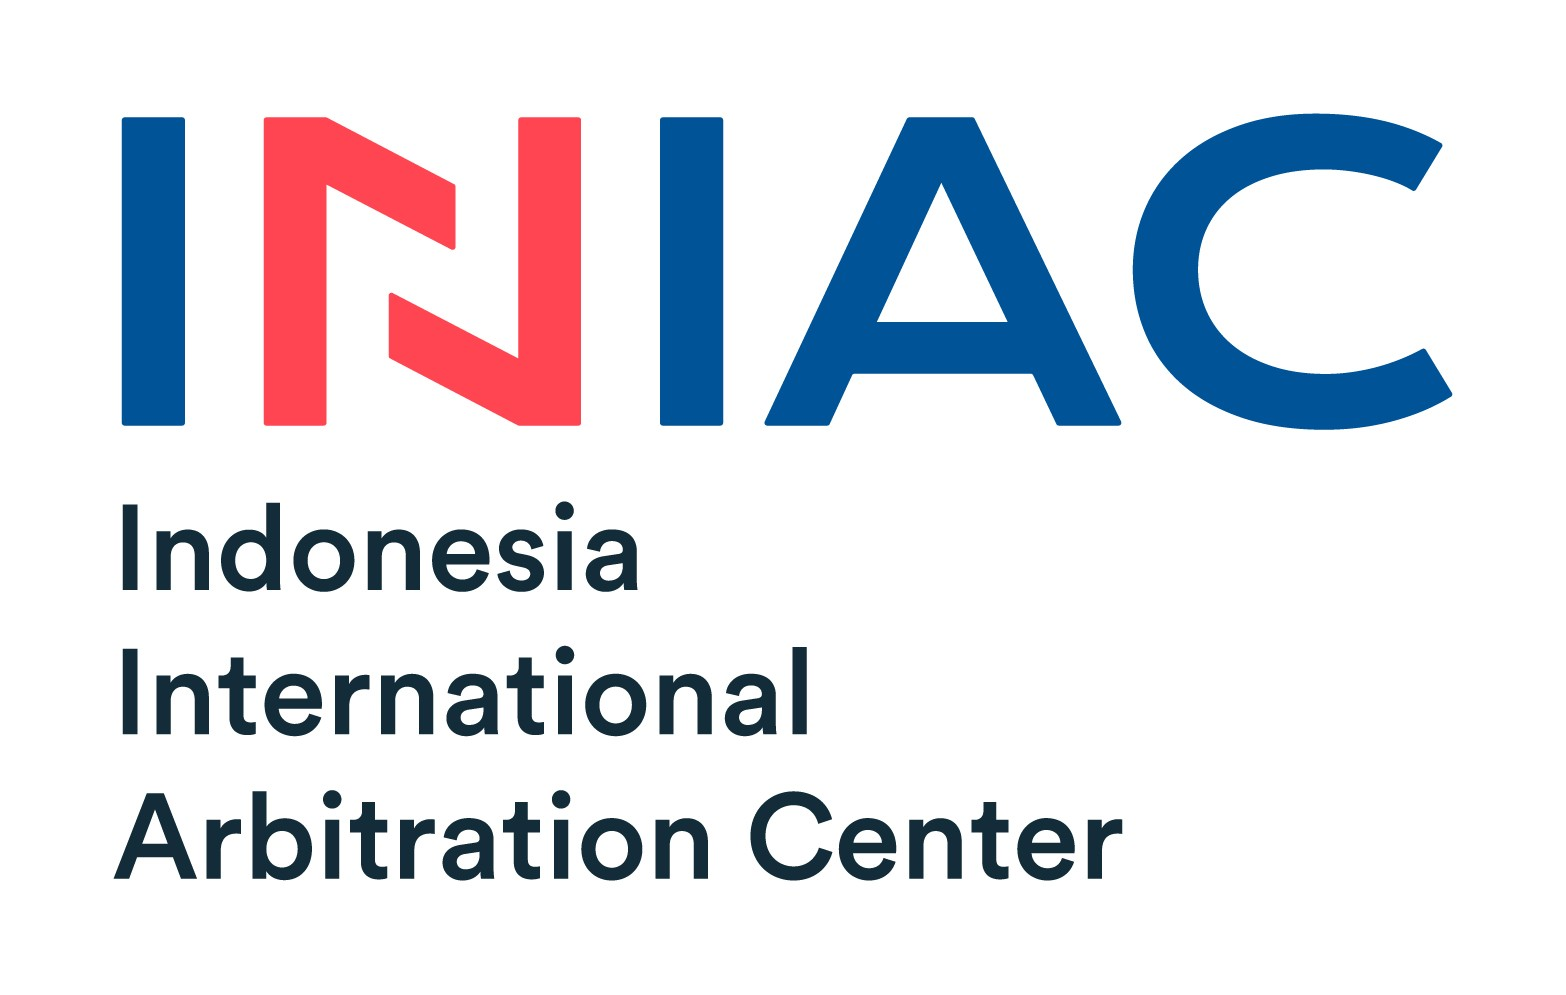 INIAC
Indonesia
International
Arbitration Center